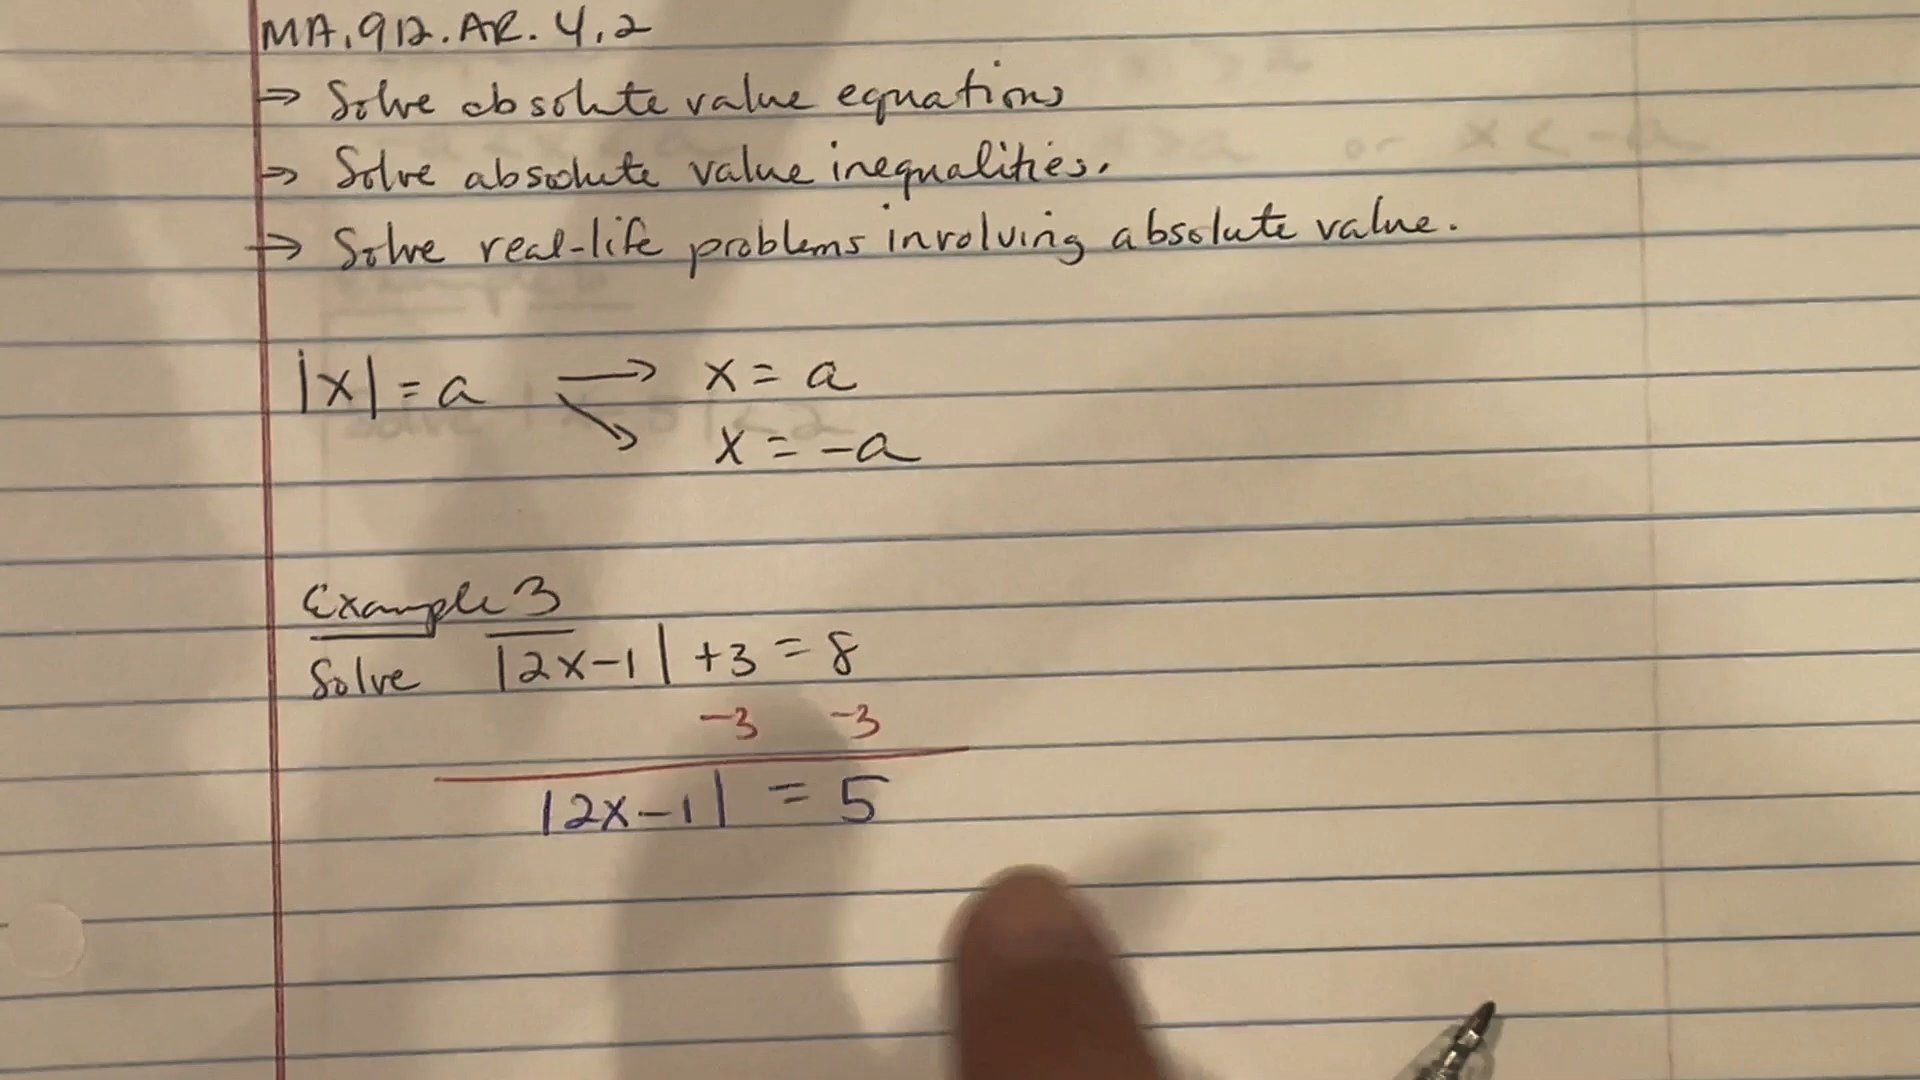 MA.912.AR.4.2
→ Solve absolute value equations
→ Solve absolute value inequalities.
→ Solve real-life problems involving absolute value.
|x| = a → x = a
↘ x = -a
Example 3
Solve |2x-1| +3 = 8
-3 -3
|2x-1| = 5